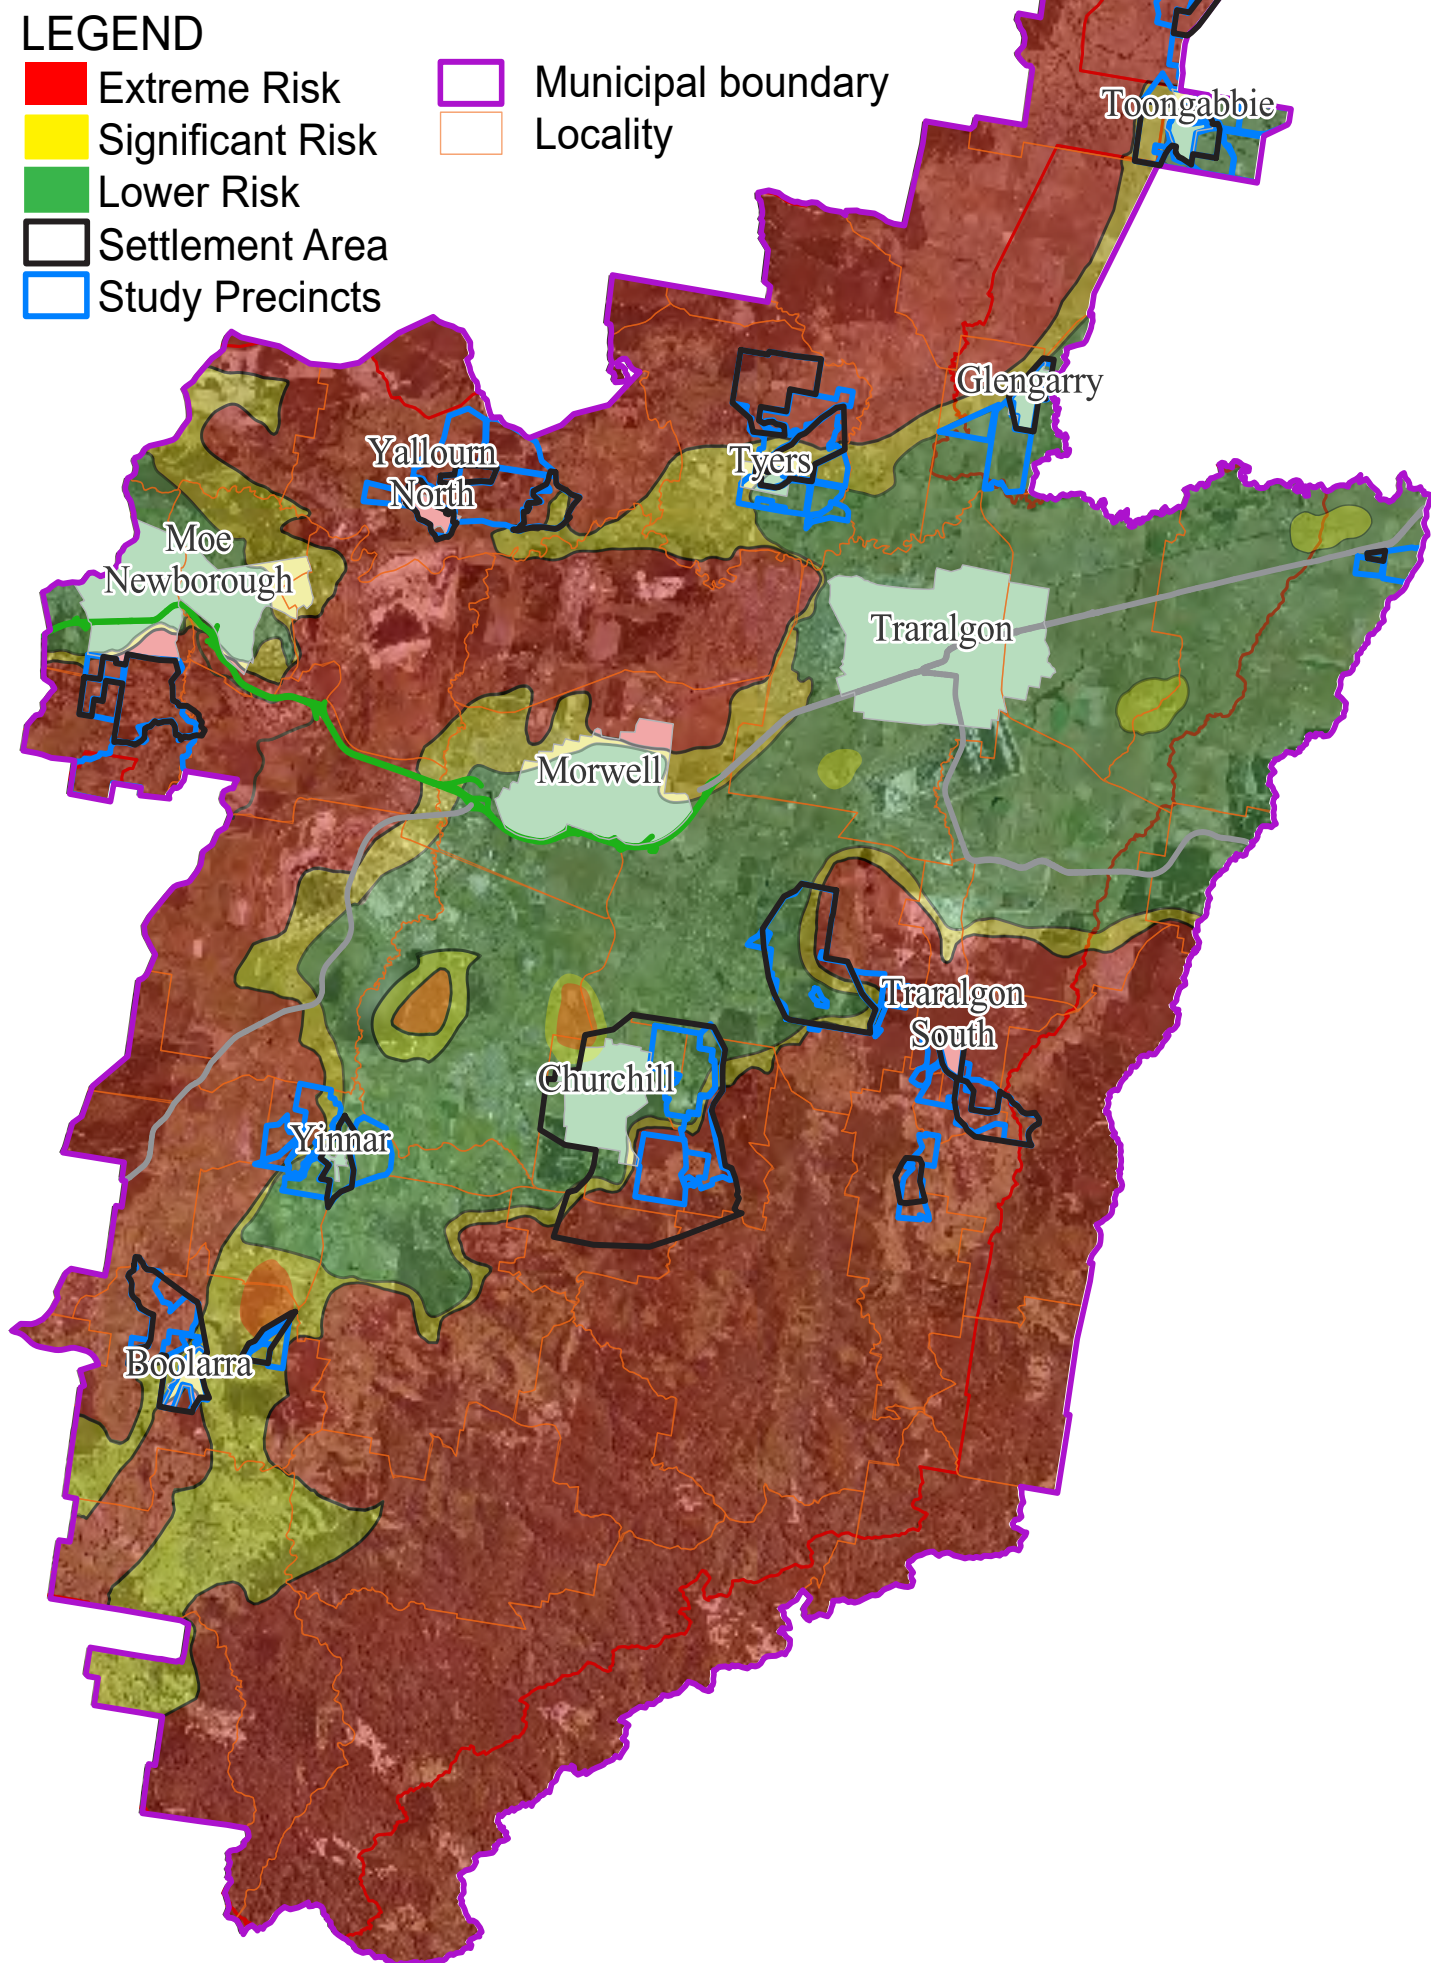 LEGEND
Extreme Risk
Significant Risk
Lower Risk
Settlement Area
Study Precincts
Municipal boundary
Locality
Toongabbie
Glengarry
Yallourn
North
Tyers
Moe
Newborough
Traralgon
Morwell
Traralgon
South
Churchill
Yinnar
Boolarra